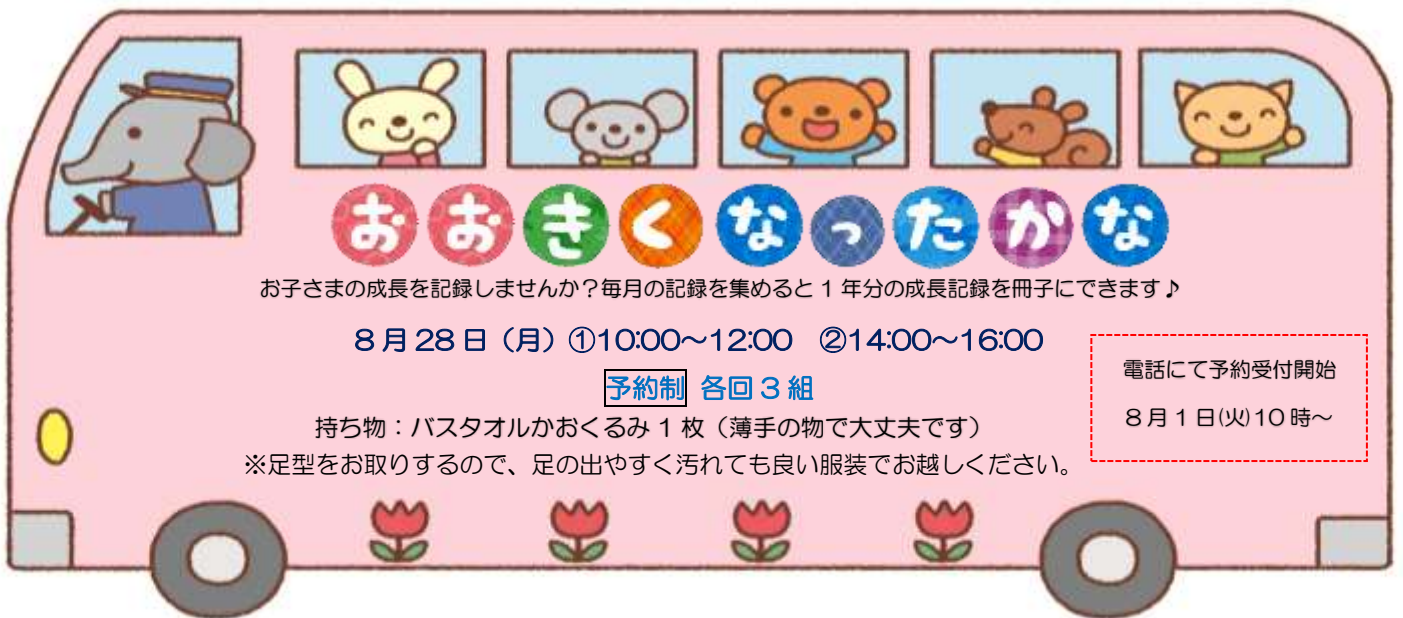 おおきくなったかな
お子さまの成長を記録しませんか？毎月の記録を集めると１年分の成長記録を冊子にできます♪
８月28日（月）①10:00～12:00　②14:00～16:00
予約制 各回３組
持ち物：バスタオルかおくるみ１枚（薄手の物で大丈夫です）
※足型をお取りするので、足の出やすく汚れても良い服装でお越しください。
電話にて予約受付開始
８月１日(火)10時～